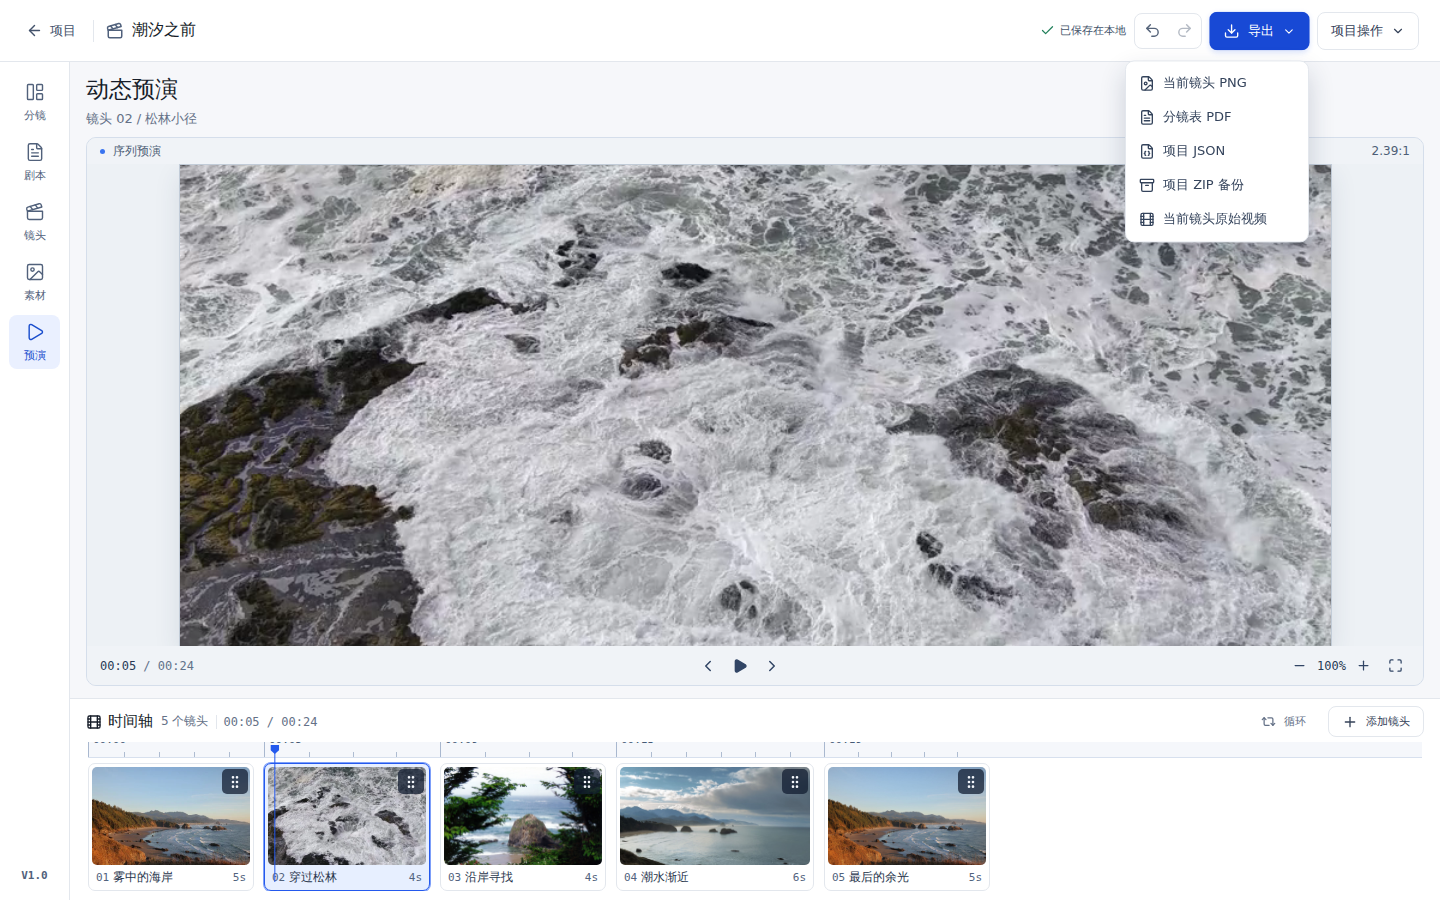 项目
潮汐之前
已保存在本地
导出
项目操作
当前镜头 PNG
分镜表 PDF
项目 JSON
项目 ZIP 备份
当前镜头原始视频
分镜
剧本
镜头
素材
预演
V1.0
动态预演
镜头 02 / 松林小径
序列预演
2.39:1
00:05 / 00:24
100%
时间轴 5 个镜头 00:05 / 00:24
循环
添加镜头
01 雾中的海岸 5s
02 穿过松林 4s
03 沿岸寻找 4s
04 潮水渐近 6s
05 最后的余光 5s